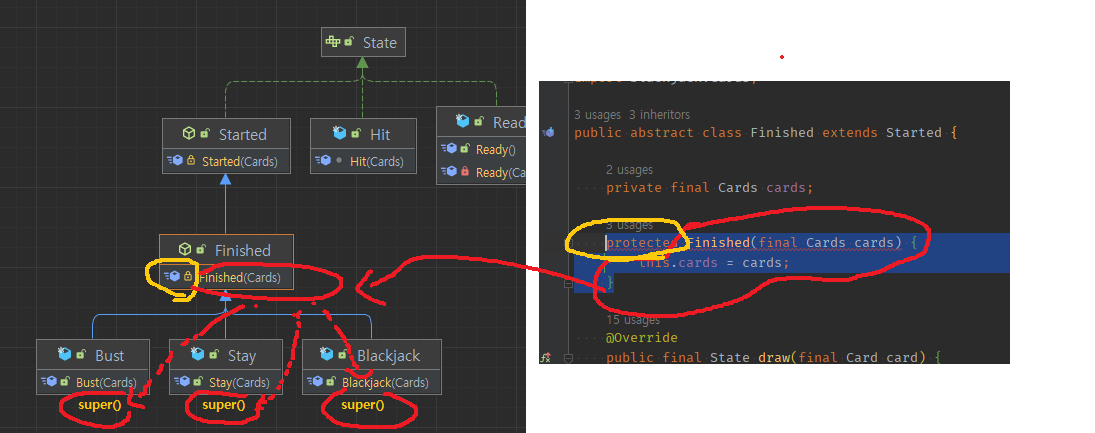 State
Started
Started(Cards)
Hit
Hit(Cards)
Read
Ready()
Ready(Ca
Finished
Finished(Cards)
Bust
Bust(Cards)
super()
Stay
Stay(Cards)
super()
Blackjack
Blackjack(Cards)
super()
3 usages 3 inheritors
public abstract class Finished extends Started {
2 usages
private final Cards cards;
3 usages
protected Finished(final Cards cards) {
this.cards = cards;
}
15 usages
@Override
public final State draw(final Card card) {